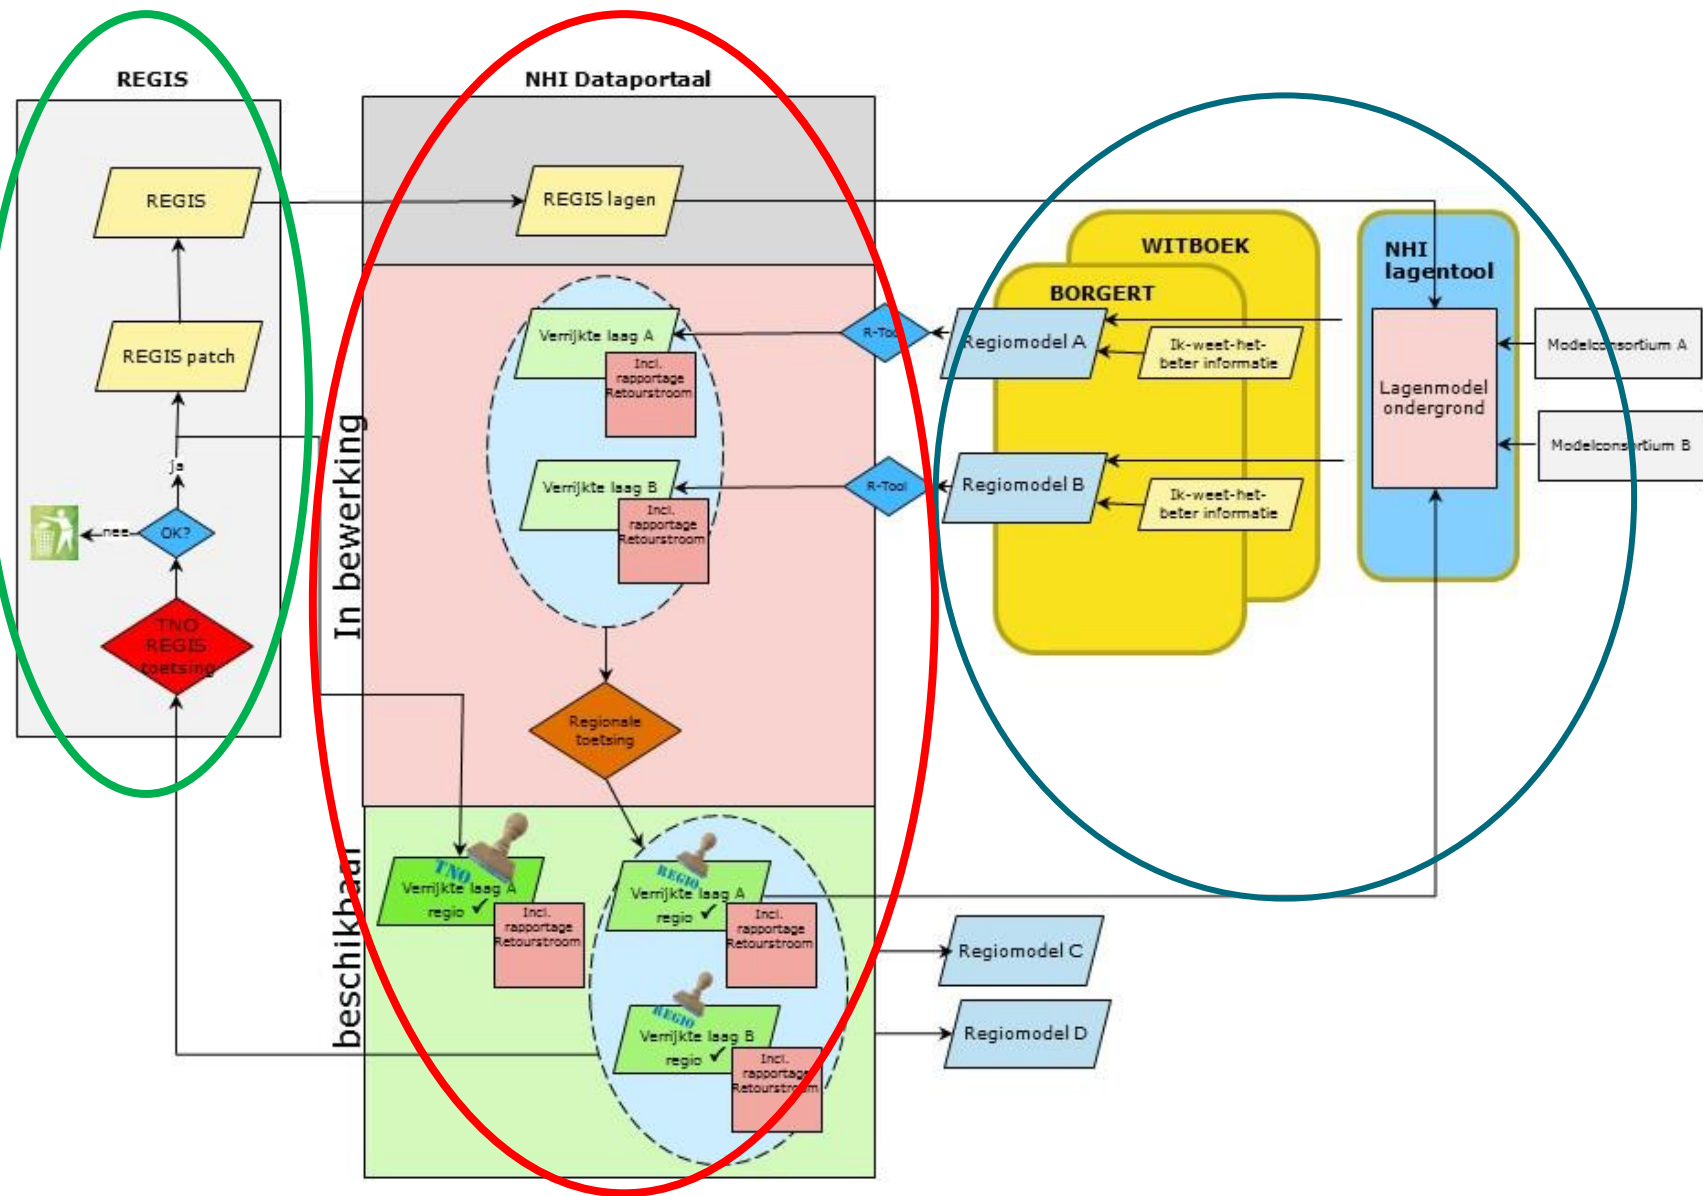 REGIS
NHI Dataportaal
REGIS
REGIS lagen
WITBOEK
NHI
lagentool
BORGERT
Verrijkte laag A
R-Tool
Regiomodel A
Ik-weet-het-
beter informatie
Modelconsortium A
REGIS patch
Incl.
rapportage
Retourstroom
Lagenmodel
ondergrond
Modelconsortium B
In bewerking
ja
Verrijkte laag B
R-Tool
Regiomodel B
Ik-weet-het-
beter informatie
Incl.
rapportage
Retourstroom
nee
OK?
TNO
REGIS
toetsing
Regionale
toetsing
beschikbaar
TNO
Verrijkte laag A
regio ✓
Incl.
rapportage
Retourstroom
REGIO
Verrijkte laag A
regio ✓
Incl.
rapportage
Retourstroom
Regiomodel C
REGIO
Verrijkte laag B
regio ✓
Incl.
rapportage
Retourstroom
Regiomodel D